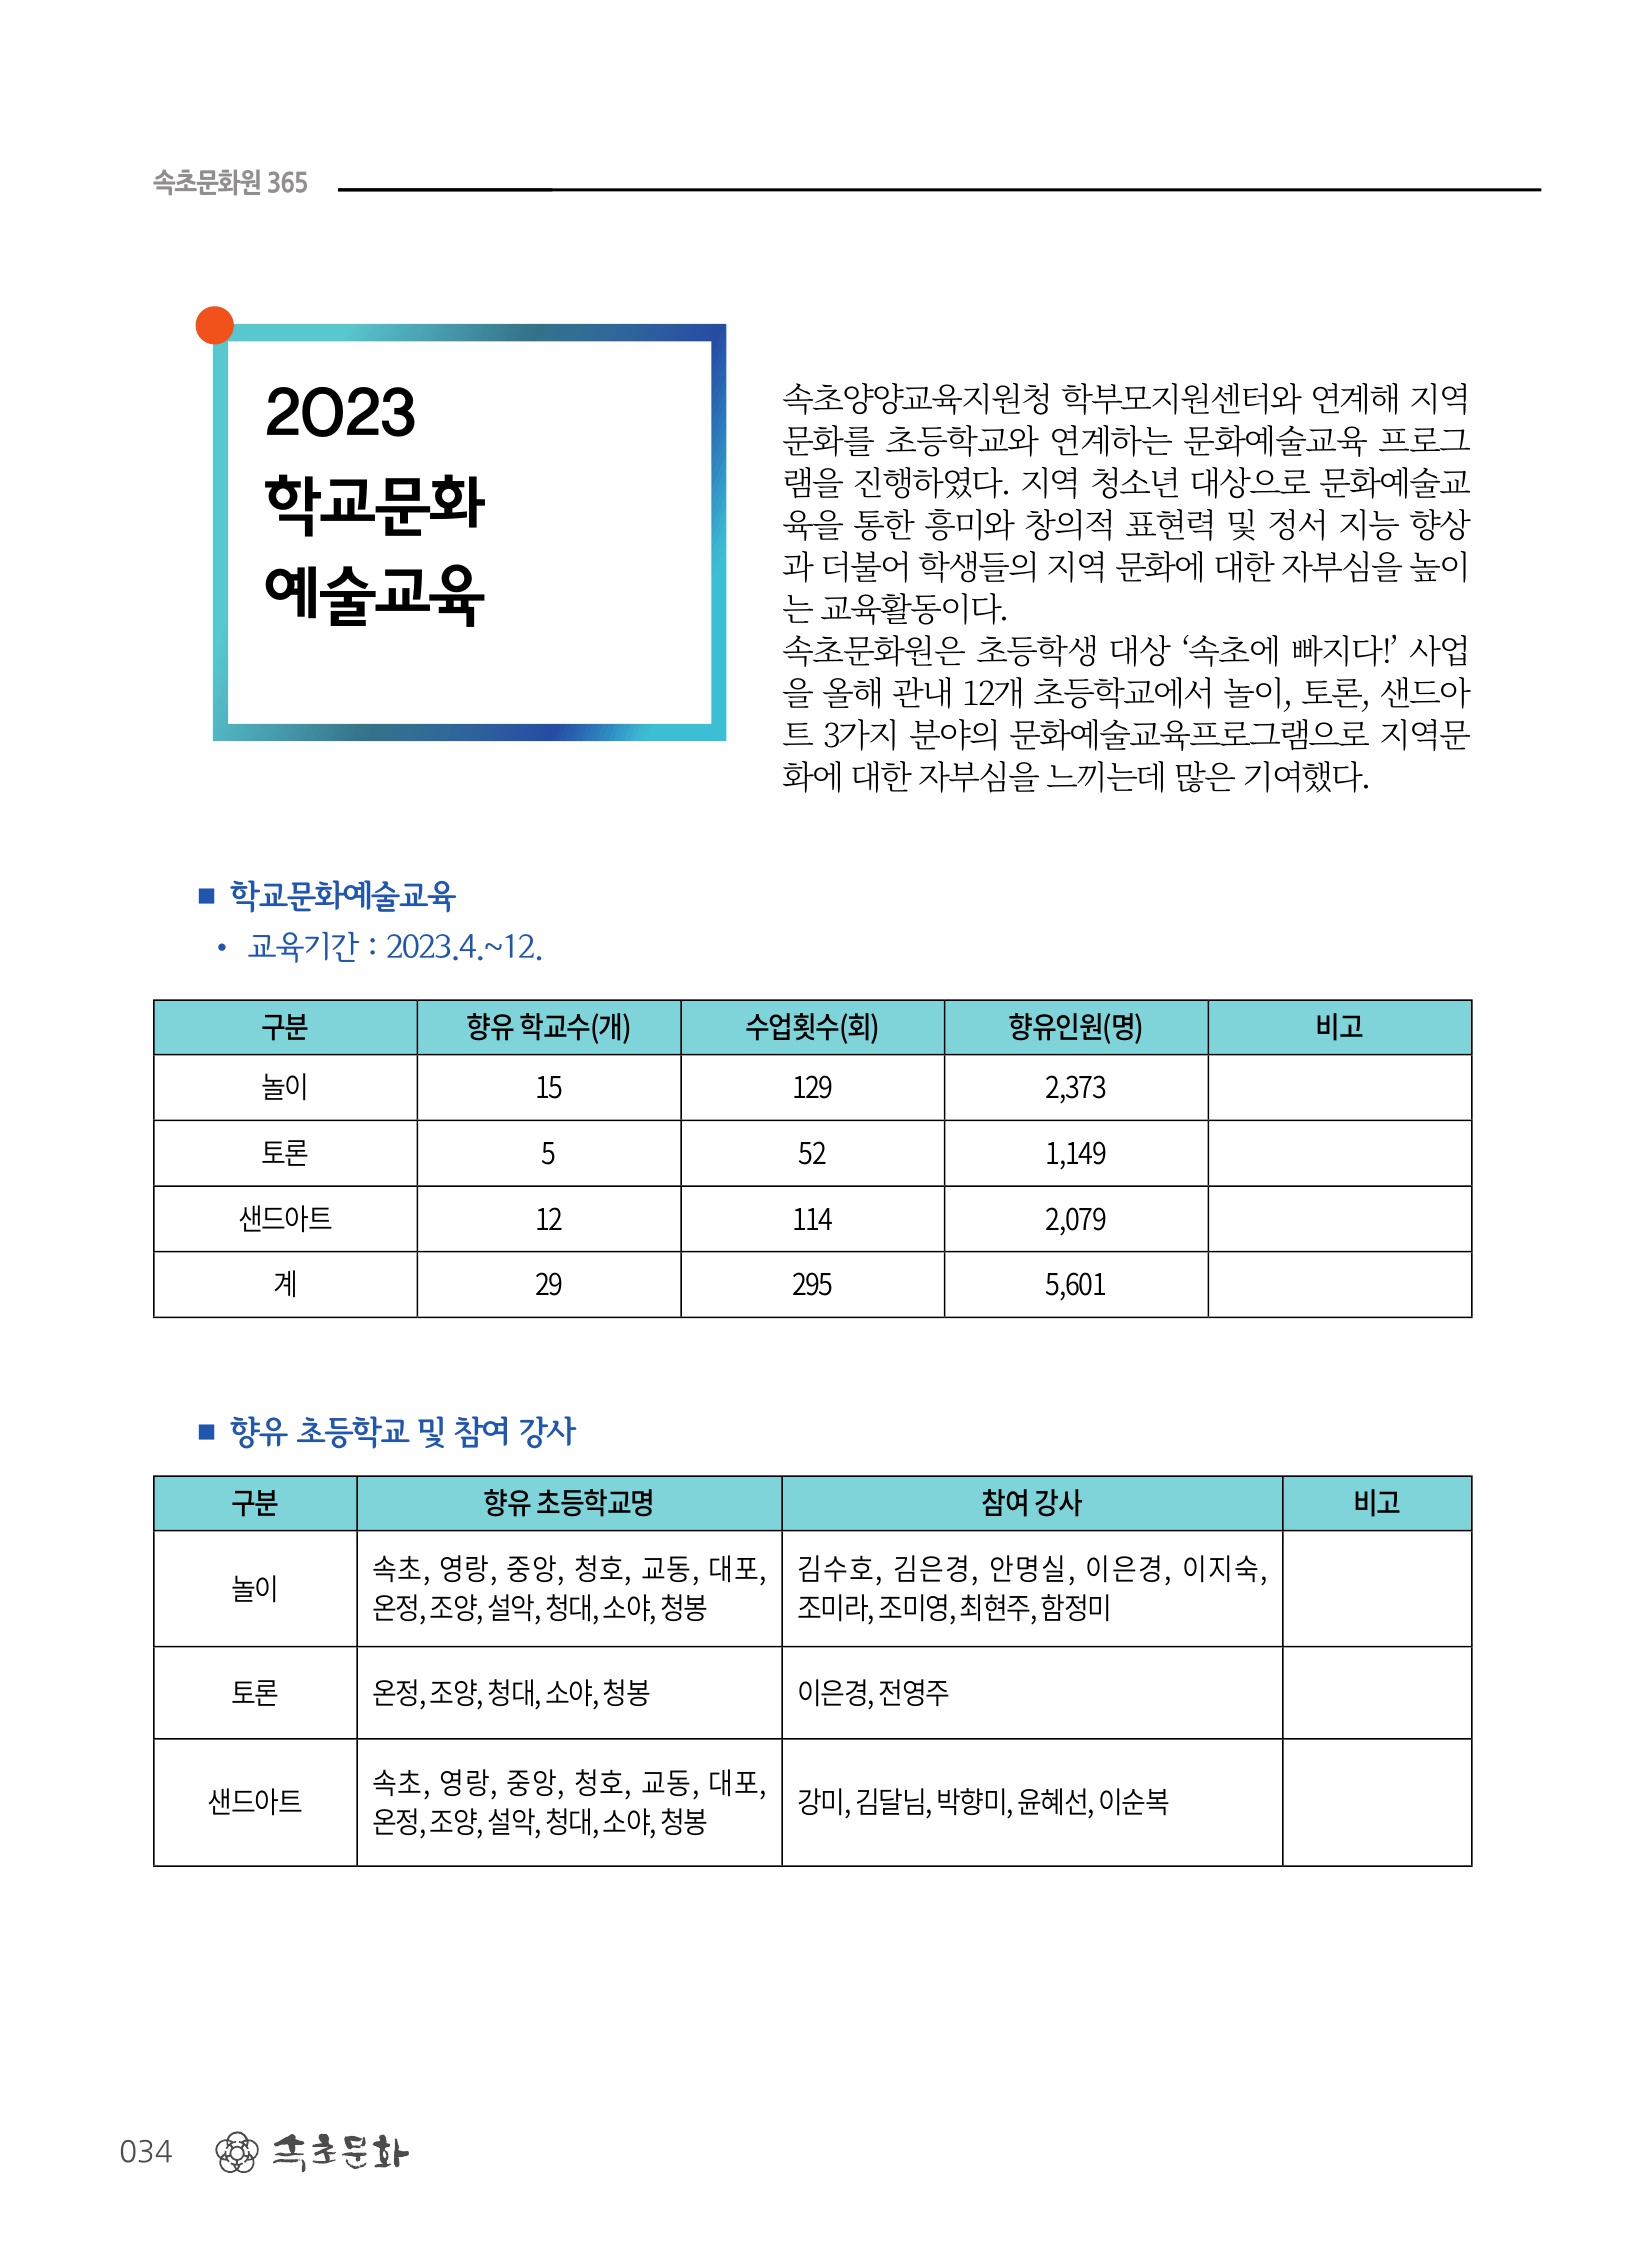 속초문화원 365
2023
학교문화
예술교육
속초양양교육지원청 학부모지원센터와 연계해 지역
문화를 초등학교와 연계하는 문화예술교육 프로그
램을 진행하였다. 지역 청소년 대상으로 문화예술교
육을 통한 흥미와 창의적 표현력 및 정서 지능 향상
과 더불어 학생들의 지역 문화에 대한 자부심을 높이
는 교육활동이다.
속초문화원은 초등학생 대상 ‘속초에 빠지다!’ 사업
을 올해 관내 12개 초등학교에서 놀이, 토론, 샌드아
트 3가지 분야의 문화예술교육프로그램으로 지역문
화에 대한 자부심을 느끼는데 많은 기여했다.
■ 학교문화예술교육
• 교육기간 : 2023.4.~12.
구분 향유 학교수(개) 수업횟수(회) 향유인원(명) 비고
놀이 15 129 2,373
토론 5 52 1,149
샌드아트 12 114 2,079
계 29 295 5,601
■ 향유 초등학교 및 참여 강사
구분 향유 초등학교명 참여 강사 비고
놀이
속초, 영랑, 중앙, 청호, 교동, 대포,
온정, 조양, 설악, 청대, 소야, 청봉
김수호, 김은경, 안명실, 이은경, 이지숙,
조미라, 조미영, 최현주, 함정미
토론 온정, 조양, 청대, 소야, 청봉 이은경, 전영주
샌드아트
속초, 영랑, 중앙, 청호, 교동, 대포,
온정, 조양, 설악, 청대, 소야, 청봉
강미, 김달님, 박향미, 윤혜선, 이순복
034 속초문화